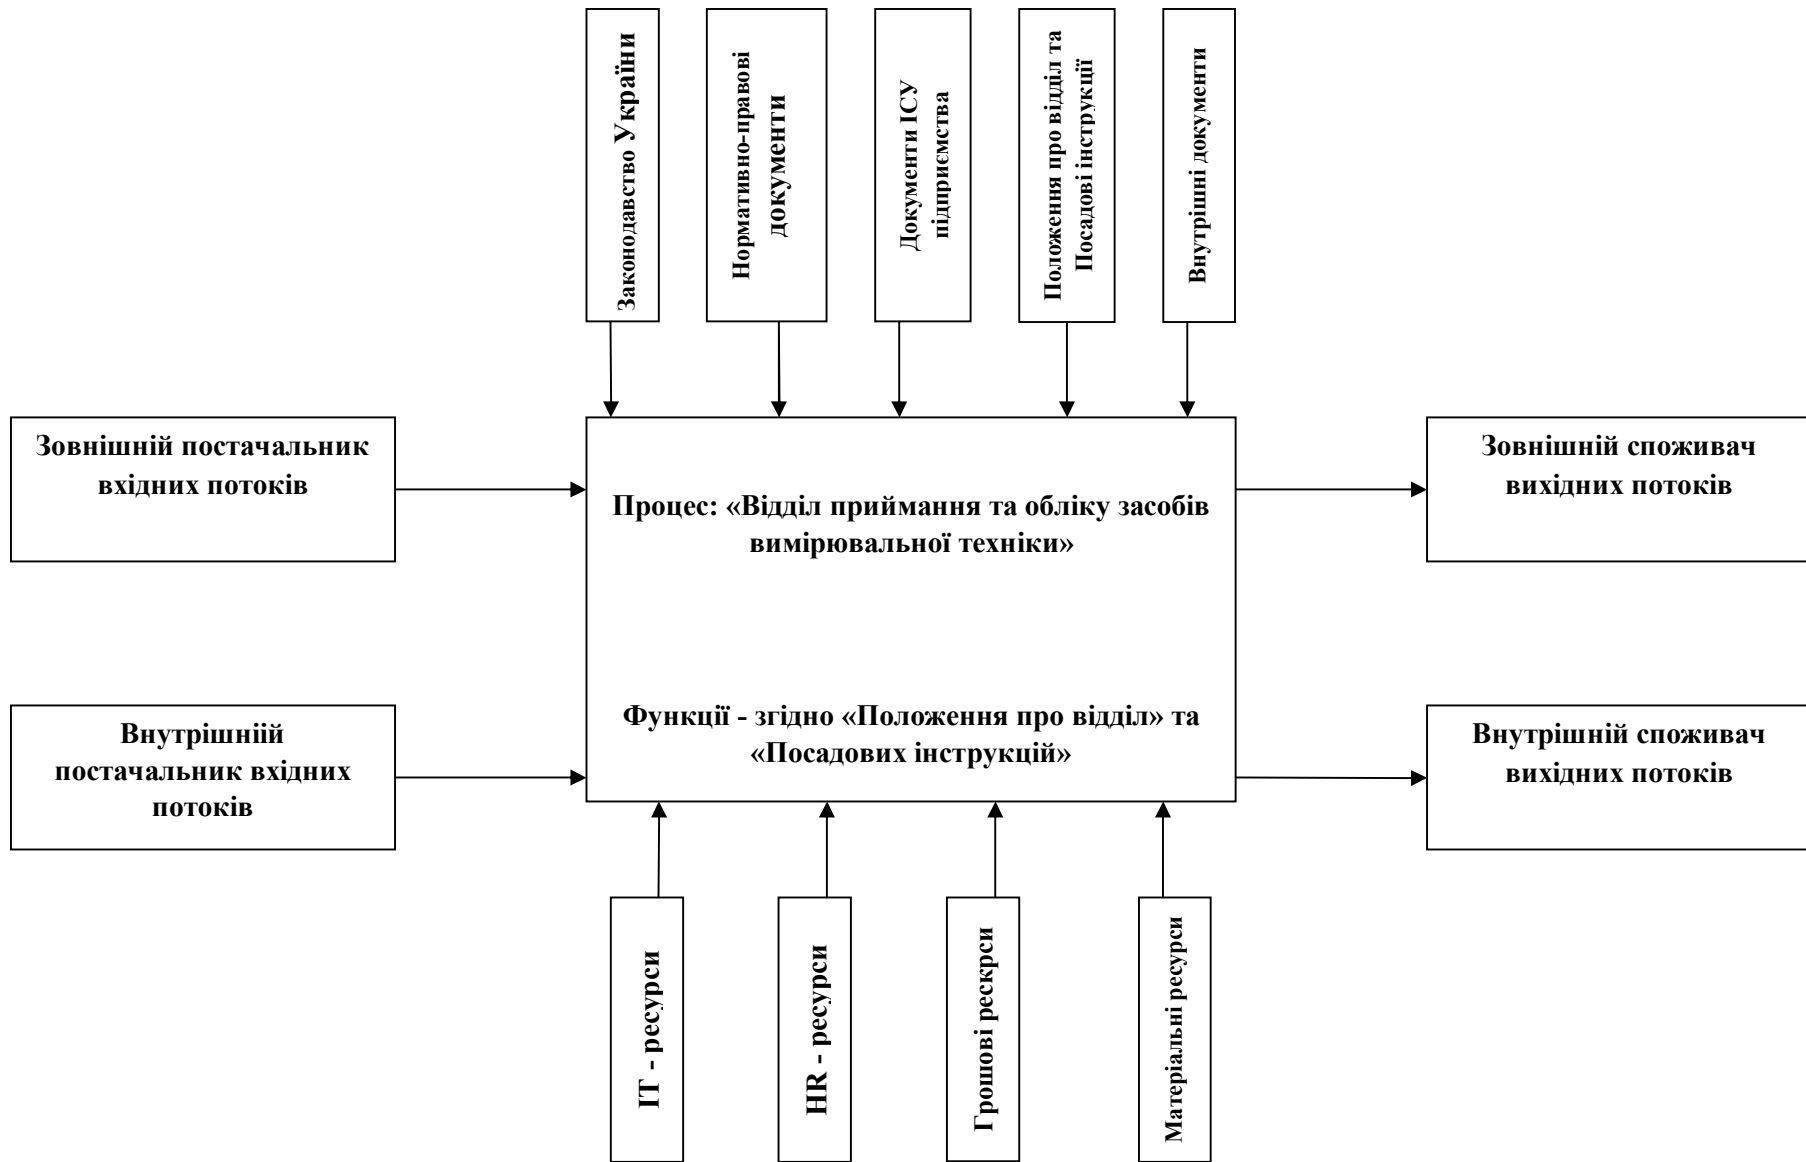 Законодавство України
Нормативно-правові
документи
Документи ІСУ
підприємства
Положення про відділ та
Посадові інструкції
Внутрішні документи
Зовнішній постачальник
вхідних потоків
Процес: «Відділ приймання та обліку засобів
вимірювальної техніки»
Зовнішній споживач
вихідних потоків
Внутрішніій
постачальник вхідних
потоків
Функції - згідно «Положення про відділ» та
«Посадових інструкцій»
Внутрішній споживач
вихідних потоків
ІТ - ресурси
HR - ресурси
Грошові рескрси
Матеріальні ресурси